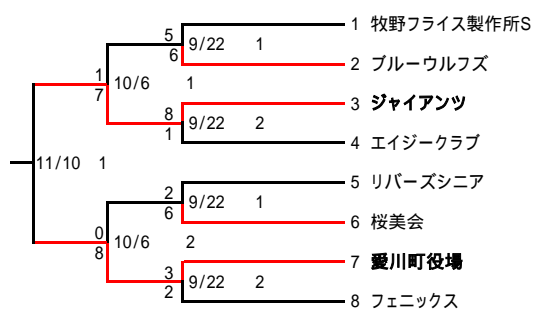 1 牧野フライス製作所S
5
9/22 1
6
2 ブルーウルフズ
1
10/6 1
7
3 ジャイアンツ
8
9/22 2
1
4 エイジークラブ
11/10 1
5 リバーズシニア
2
9/22 1
6
6 桜美会
0
10/6 2
8
7 愛川町役場
3
9/22 2
2
8 フェニックス